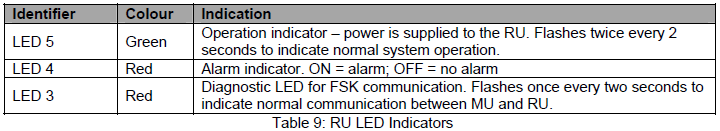 Identifier Colour Indication
LED 5 Green Operation indicator – power is supplied to the RU. Flashes twice every 2
seconds to indicate normal system operation.
LED 4 Red Alarm indicator. ON = alarm; OFF = no alarm
LED 3 Red Diagnostic LED for FSK communication. Flashes once every two seconds to
indicate normal communication between MU and RU.
Table 9: RU LED Indicators